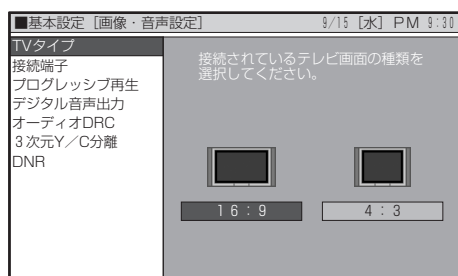 ■基本設定［画像・音声設定］ 9/15［水］PM 9:30
TVタイプ
接続端子
プログレッシブ再生
デジタル音声出力
オーディオDRC
３次元Y／C分離
DNR
接続されているテレビ画面の種類を
選択してください。
16：9
4：3